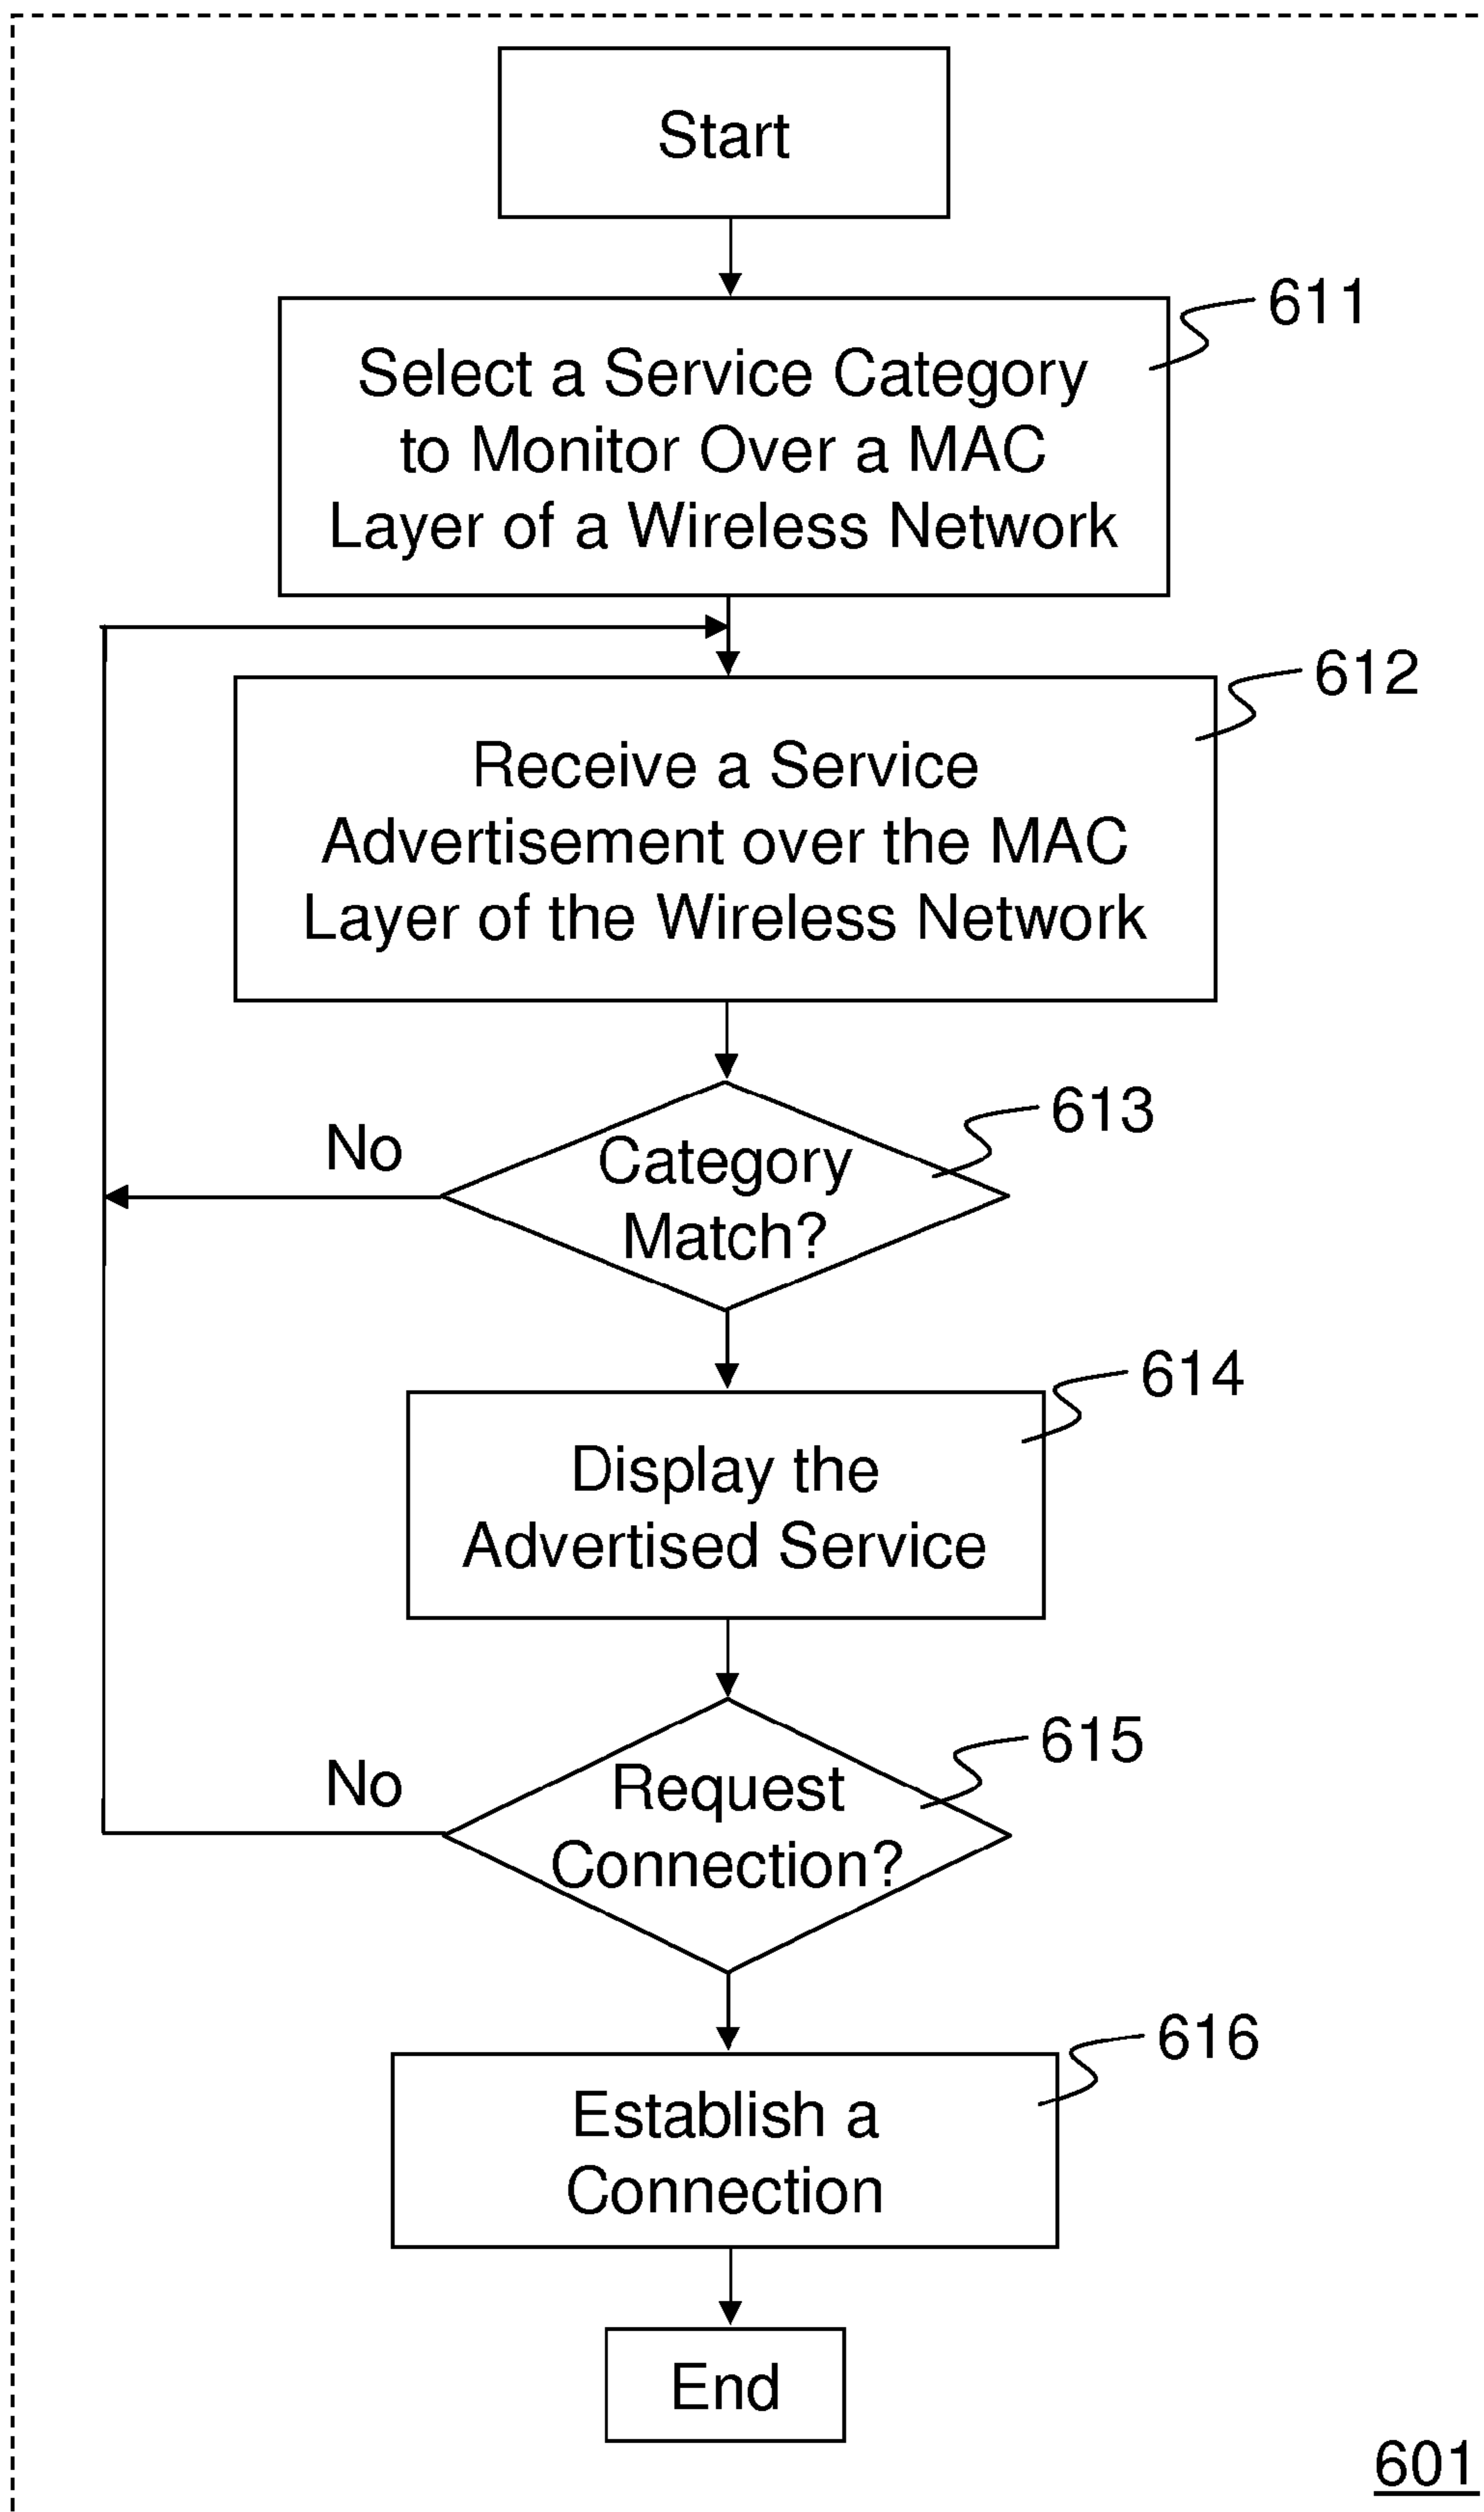 Start
611
Select a Service Category
to Monitor Over a MAC
Layer of a Wireless Network
612
Receive a Service
Advertisement over the MAC
Layer of the Wireless Network
613
No
Category
Match?
614
Display the
Advertised Service
615
No
Request
Connection?
616
Establish a
Connection
End
601